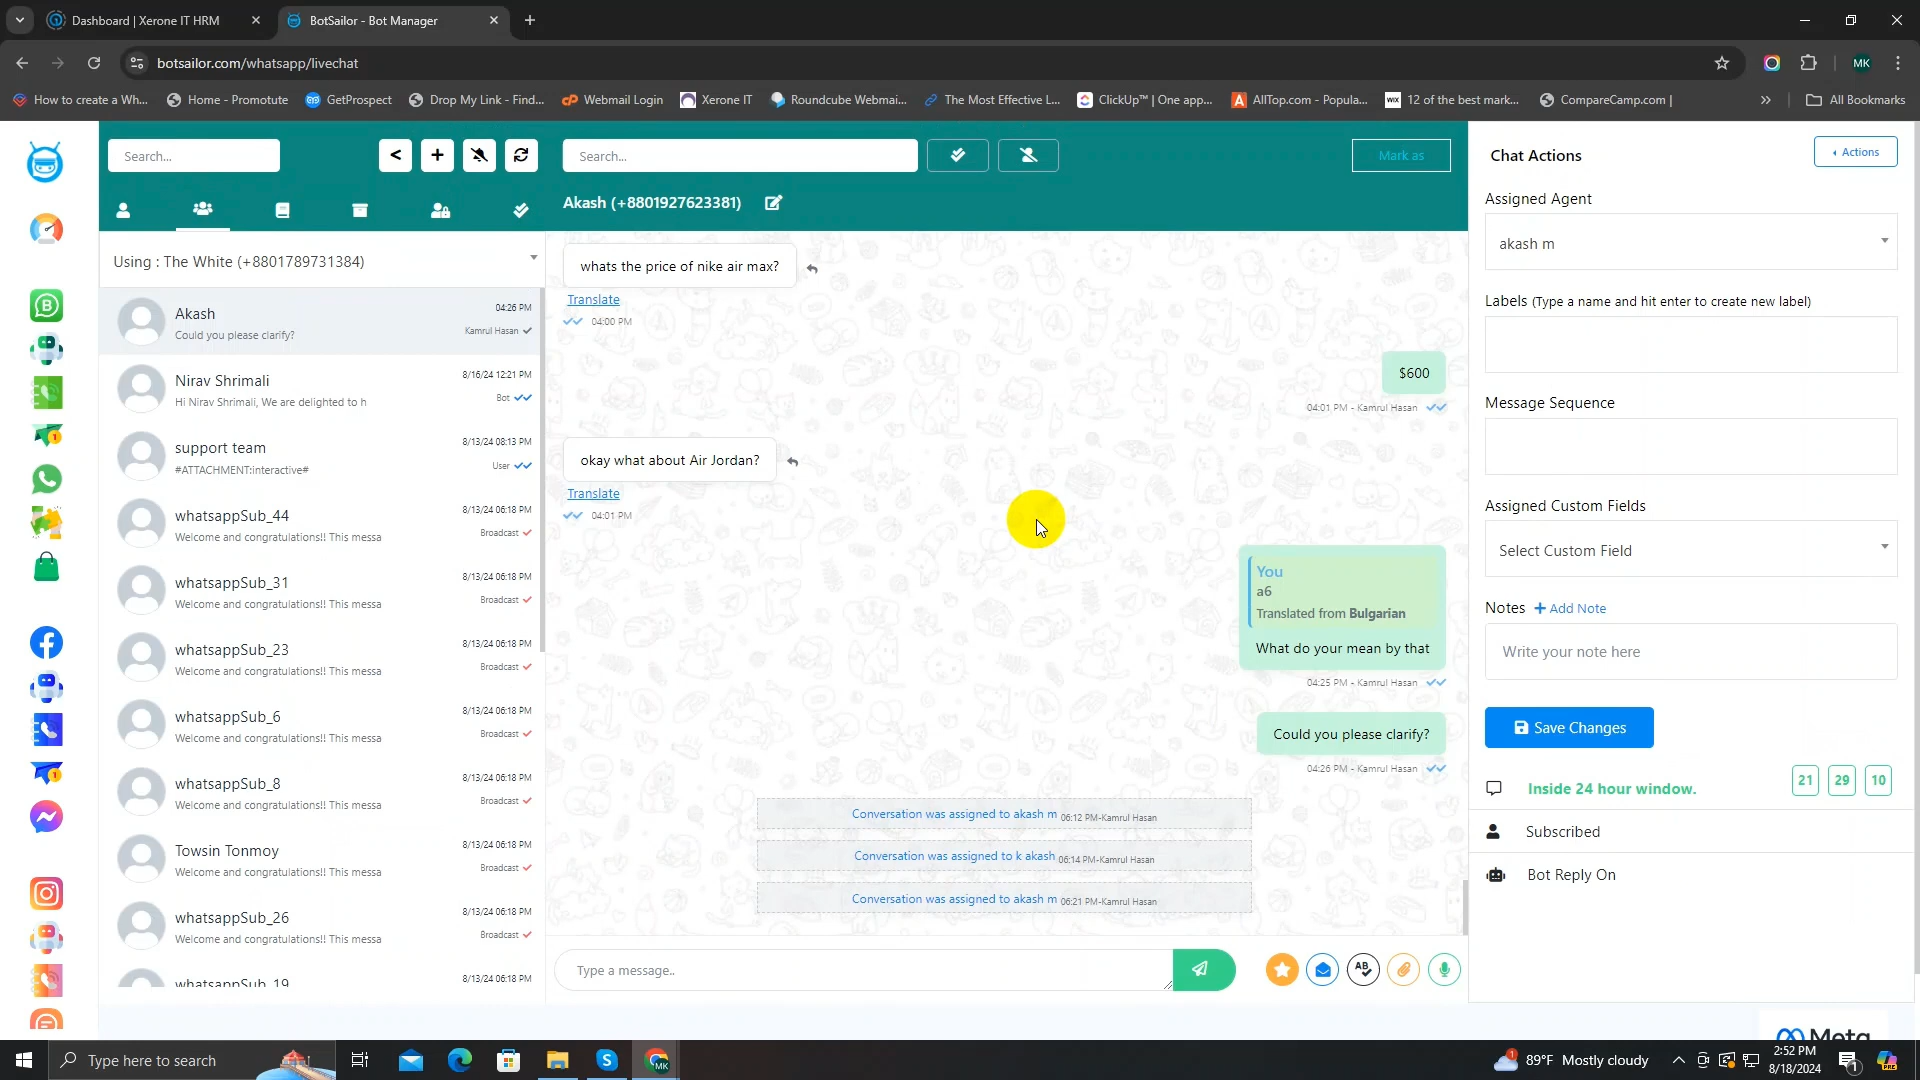 Dashboard | Xerone IT HRM
BotSailor - Bot Manager
botsailor.com/whatsapp/livechat
MK
How to create a Wh...
Home - Promotute
GetProspect
Drop My Link - Find...
Webmail Login
Xerone IT
Roundcube Webmai...
The Most Effective L...
ClickUp™ | One app...
AllTop.com - Popula...
WIX
12 of the best mark...
CompareCamp.com |
All Bookmarks
Search...
Search...
Mark as
Akash (+8801927623381)
Using : The White (+8801789731384)
Akash
04:26 PM
Could you please clarify?
Kamrul Hasan
Nirav Shrimali
8/16/24 12:21 PM
Hi Nirav Shrimali, We are delighted to h
Bot
support team
8/13/24 08:13 PM
#ATTACHMENT:interactive#
User
whatsappSub_44
8/13/24 06:18 PM
Welcome and congratulations!! This messa
Broadcast
whatsappSub_31
8/13/24 06:18 PM
Welcome and congratulations!! This messa
Broadcast
whatsappSub_23
8/13/24 06:18 PM
Welcome and congratulations!! This messa
Broadcast
whatsappSub_6
8/13/24 06:18 PM
Welcome and congratulations!! This messa
Broadcast
whatsappSub_8
8/13/24 06:18 PM
Welcome and congratulations!! This messa
Broadcast
Towsin Tonmoy
8/13/24 06:18 PM
Welcome and congratulations!! This messa
Broadcast
whatsappSub_26
8/13/24 06:18 PM
Welcome and congratulations!! This messa
Broadcast
whatsappSub_19
8/13/24 06:18 PM
whats the price of nike air max?
Translate
04:00 PM
$600
04:01 PM - Kamrul Hasan
okay what about Air Jordan?
Translate
04:01 PM
You
a6
Translated from Bulgarian
What do your mean by that
04:25 PM - Kamrul Hasan
Could you please clarify?
04:26 PM - Kamrul Hasan
Conversation was assigned to akash m 06:12 PM-Kamrul Hasan
Conversation was assigned to k akash 06:14 PM-Kamrul Hasan
Conversation was assigned to akash m 06:21 PM-Kamrul Hasan
Type a message..
AB
Chat Actions
Actions
Assigned Agent
akash m
Labels (Type a name and hit enter to create new label)
Message Sequence
Assigned Custom Fields
Select Custom Field
Notes + Add Note
Write your note here
Save Changes
Inside 24 hour window.
21 29 10
Subscribed
Bot Reply On
Meta
Type here to search
89°F Mostly cloudy
2:52 PM
8/18/2024